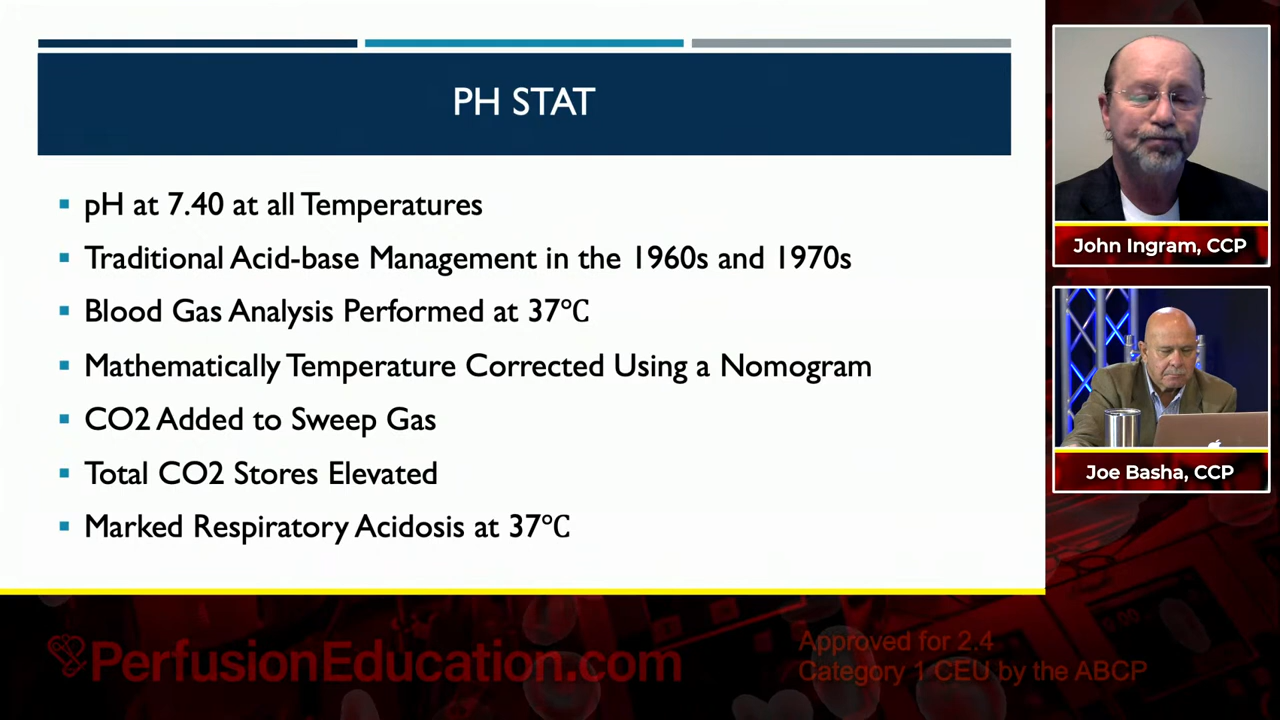 PH STAT
pH at 7.40 at all Temperatures
Traditional Acid-base Management in the 1960s and 1970s
Blood Gas Analysis Performed at 37°C
Mathematically Temperature Corrected Using a Nomogram
CO2 Added to Sweep Gas
Total CO2 Stores Elevated
Marked Respiratory Acidosis at 37°C
John Ingram, CCP
Joe Basha, CCP
PerfusionEducation.com
Approved for 2.4
Category 1 CEU by the ABCP